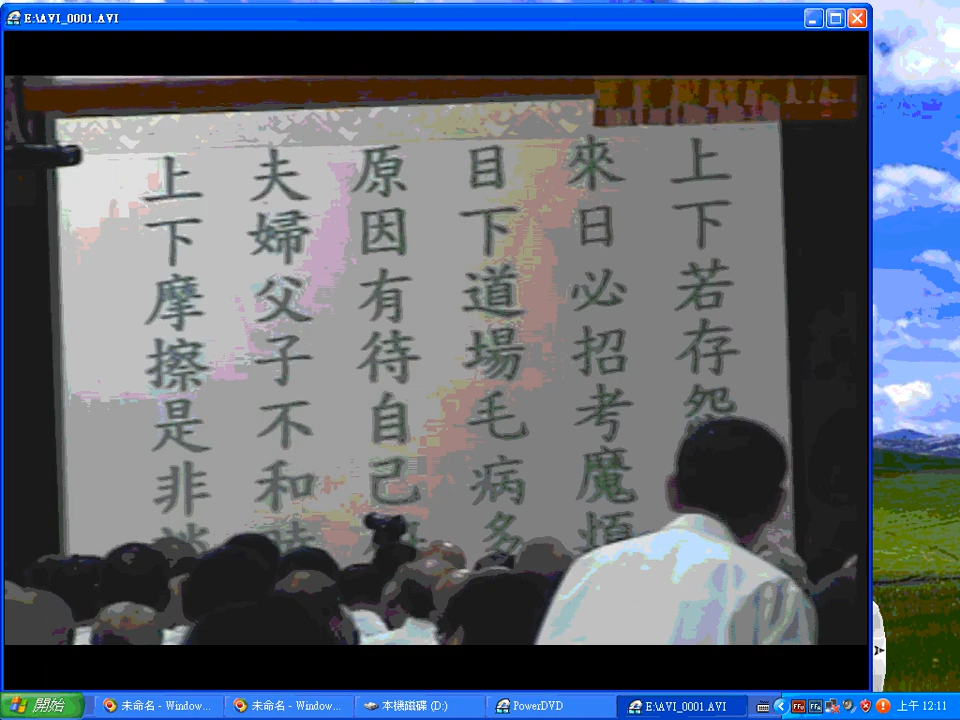 E:\AVI_0001.AVI
上下若存怨
來日必招考魔煩
目下道場毛病多
原因有待自己
夫婦父子不和
上下摩擦是非
開始
未命名 - Window...
未命名 - Window...
本機磁碟 (D:)
PowerDVD
E:\AVI_0001.AVI
上午 12:11